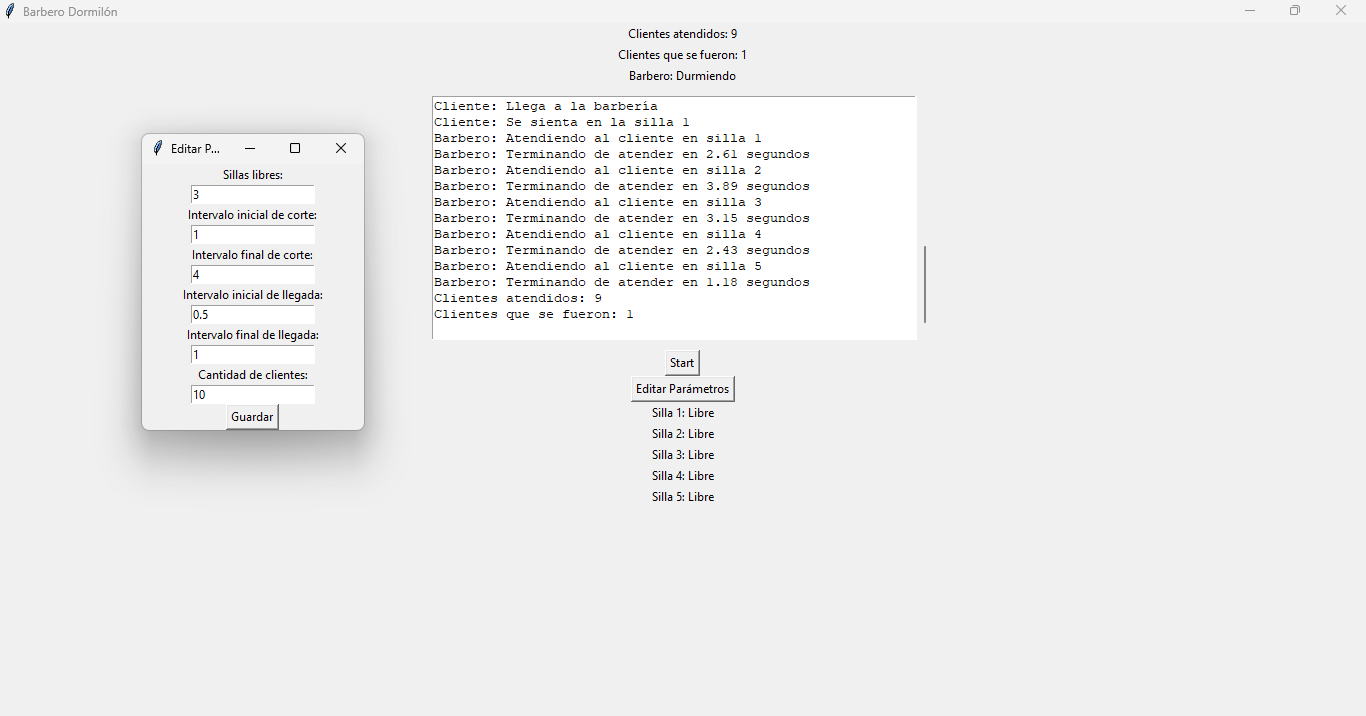 Barbero Dormilón
Clientes atendidos: 9
Clientes que se fueron: 1
Barbero: Durmiendo
Cliente: Llega a la barbería
Cliente: Se sienta en la silla 1
Barbero: Atendiendo al cliente en silla 1
Barbero: Terminando de atender en 2.61 segundos
Barbero: Atendiendo al cliente en silla 2
Barbero: Terminando de atender en 3.89 segundos
Barbero: Atendiendo al cliente en silla 3
Barbero: Terminando de atender en 3.15 segundos
Barbero: Atendiendo al cliente en silla 4
Barbero: Terminando de atender en 2.43 segundos
Barbero: Atendiendo al cliente en silla 5
Barbero: Terminando de atender en 1.18 segundos
Clientes atendidos: 9
Clientes que se fueron: 1
Start
Editar Parámetros
Silla 1: Libre
Silla 2: Libre
Silla 3: Libre
Silla 4: Libre
Silla 5: Libre
Editar P...
Sillas libres:
3
Intervalo inicial de corte:
1
Intervalo final de corte:
4
Intervalo inicial de llegada:
0.5
Intervalo final de llegada:
1
Cantidad de clientes:
10
Guardar